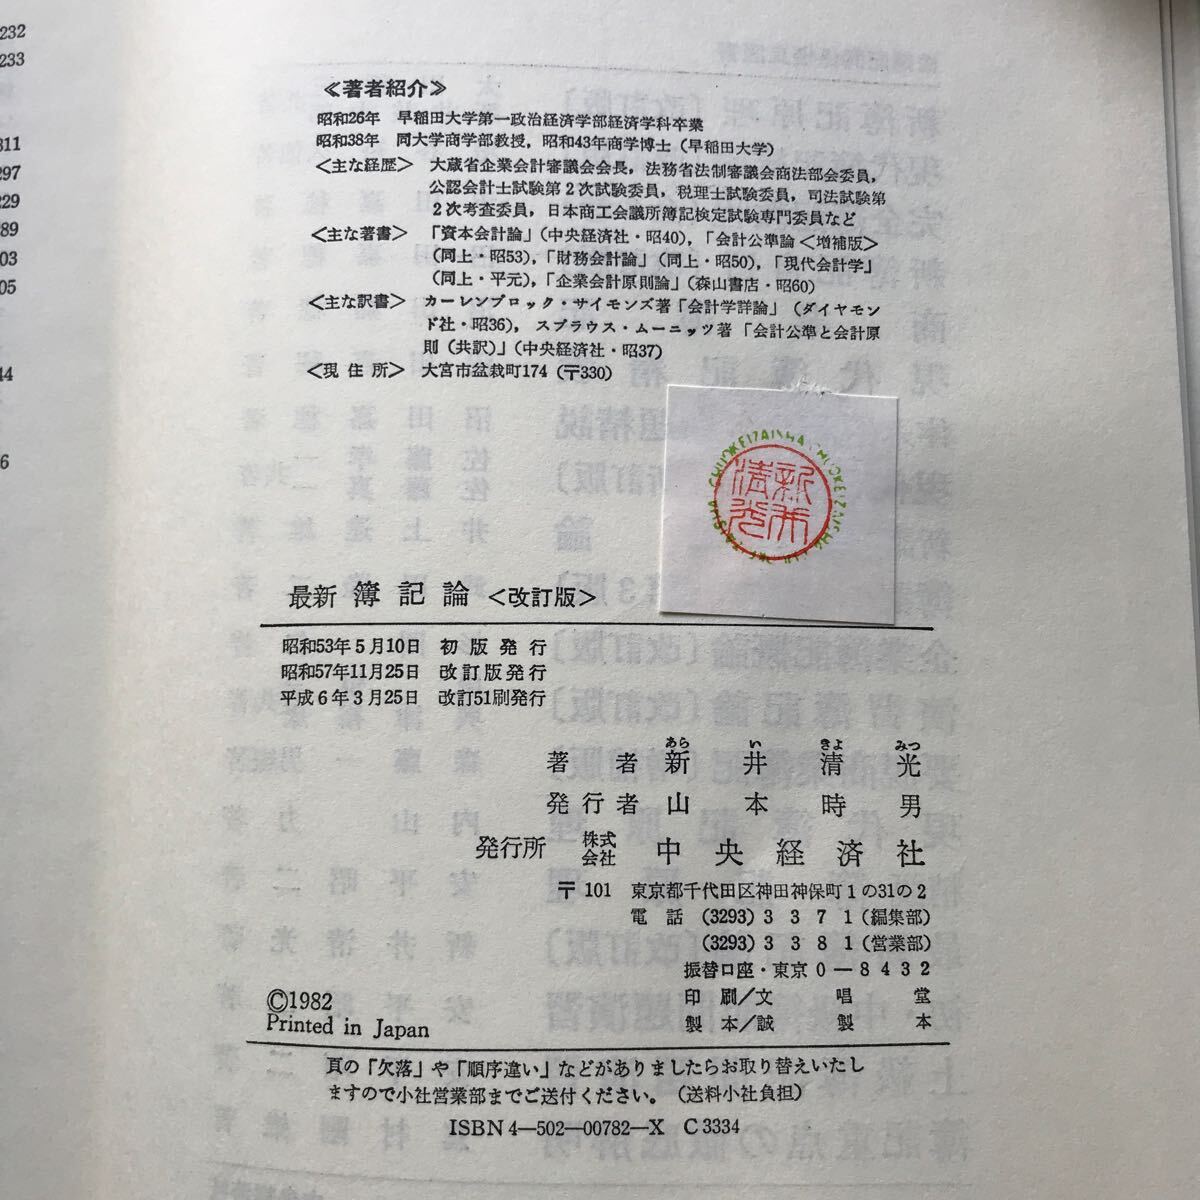 232
233
311
297
229
89
03
05
44
6
≪著者紹介≫
昭和26年 早稲田大学第一政治経済学部経済学科卒業
昭和38年 同大学商学部教授，昭和43年商学博士（早稲田大学）
＜主な経歴＞ 大蔵省企業会計審議会会長，法務省法制審議会商法部会委員，
公認会計士試験第2次試験委員，税理士試験委員，司法試験第
2次考査委員，日本商工会議所簿記検定試験専門委員など
＜主な著書＞ 「資本会計論」（中央経済社・昭40），「会計公準論＜増補版＞
（同上・昭53），「財務会計論」（同上・昭50），「現代会計学」
（同上・平元），「企業会計原則論」（森山書店・昭60）
＜主な訳書＞ カーレンブロック・サイモンズ著「会計学詳論」（ダイヤモン
ド社・昭36），スプラウス・ムーニッツ著「会計公準と会計原
則（共訳）」（中央経済社・昭37）
＜現住所＞ 大宮市盆栽町174（〒330）
CHUOKEIZAISHA CHUOKEIZAISHA
新井
清光
最新 簿記論＜改訂版＞
昭和53年5月10日 初版発行
昭和57年11月25日 改訂版発行
平成6年3月25日 改訂51刷発行
あら い きよ みつ
著者 新井清光
発行者 山本時男
発行所 株式会社 中央経済社
〒101 東京都千代田区神田神保町1の31の2
電話 (3293) 3371（編集部）
(3293) 3381（営業部）
振替口座・東京0―8432
印刷／文唱堂
製本／誠製本
©1982
Printed in Japan
頁の「欠落」や「順序違い」などがありましたらお取り替えいたし
ますので小社営業部までご送付ください。（送料小社負担）
ISBN4―502―00782―X C3334